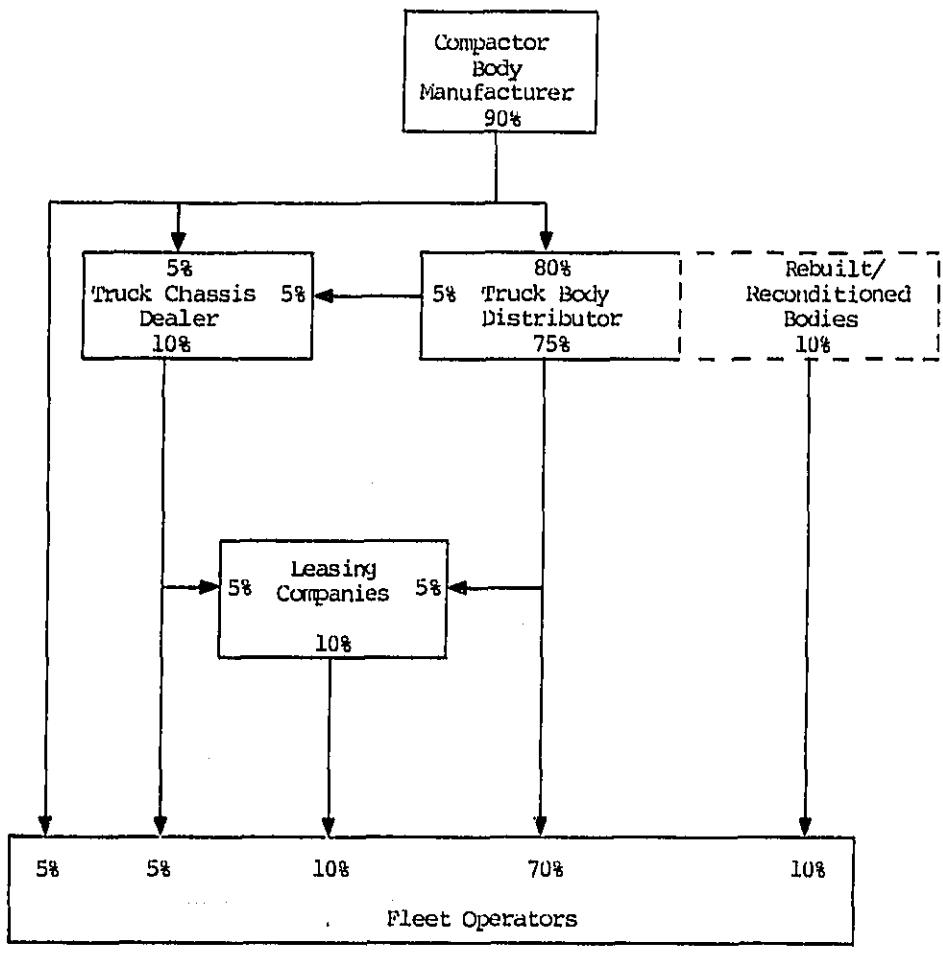 Compactor
Body
Manufacturer
90%
5%
Truck Chassis 5%
Dealer
10%
80%
5% Truck Body
Distributor
75%
Rebuilt/
Reconditioned
Bodies
10%
Leasing
5% Companies 5%
10%
5% 5% 10% 70% 10%
Fleet Operators